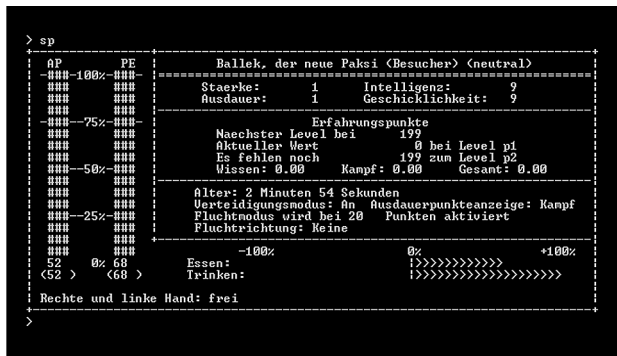 > sp
AP PE Ballek, der neue Paksi (Besucher) (neutral)
-###-100%-###-
### ### Staerke: 1 Intelligenz: 9
### ### Ausdauer: 1 Geschicklichkeit: 9
### ###
-###--75%-###- Erfahrungspunkte
### ### Naechster Level bei 199
### ### Aktueller Wert 0 bei Level p1
### ### Es fehlen noch 199 zum Level p2
-###--50%-###- Wissen: 0.00 Kampf: 0.00 Gesamt: 0.00
### ###
### ### Alter: 2 Minuten 54 Sekunden
### ### Verteidigungsmodus: An Ausdauerpunkteanzeige: Kampf
###--25%-### Fluchtmodus wird bei 20 Punkten aktiviert
### ### Fluchtrichtung: Keine
### ###
### ### -100% 0% +100%
52 0% 68 Essen: |>>>>>>>>>>>>
(52 ) (68 ) Trinken: |>>>>>>>>>>>>>>>>>>>>
Rechte und linke Hand: frei
>